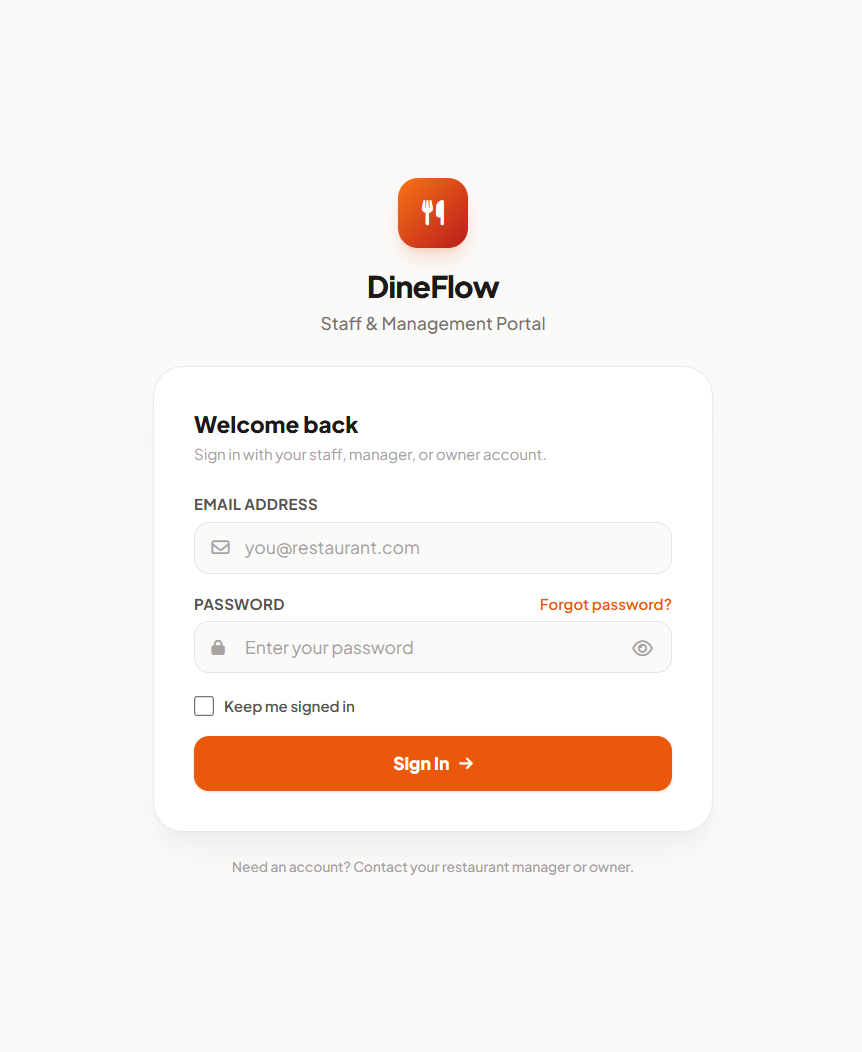 DineFlow
Staff & Management Portal
Welcome back
Sign in with your staff, manager, or owner account.
EMAIL ADDRESS
you@restaurant.com
PASSWORD
Forgot password?
Enter your password
Keep me signed in
Sign In →
Need an account? Contact your restaurant manager or owner.